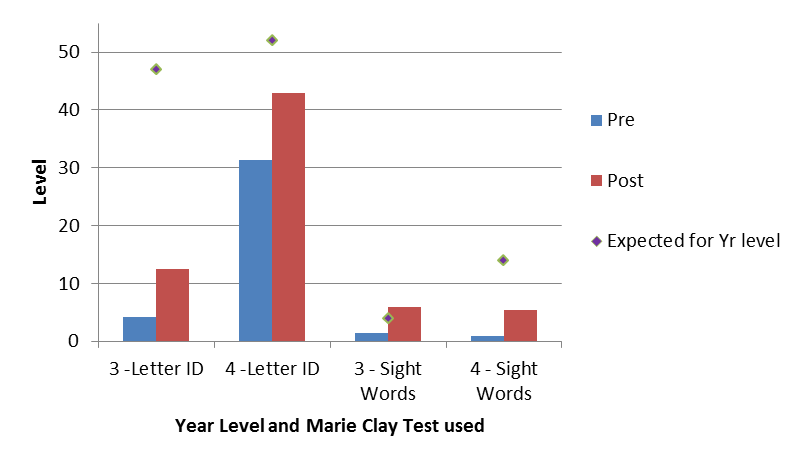 50
40
30
20
10
0
Level
3 -Letter ID
4 -Letter ID
3 - Sight
Words
4 - Sight
Words
Year Level and Marie Clay Test used
Pre
Post
Expected for Yr level